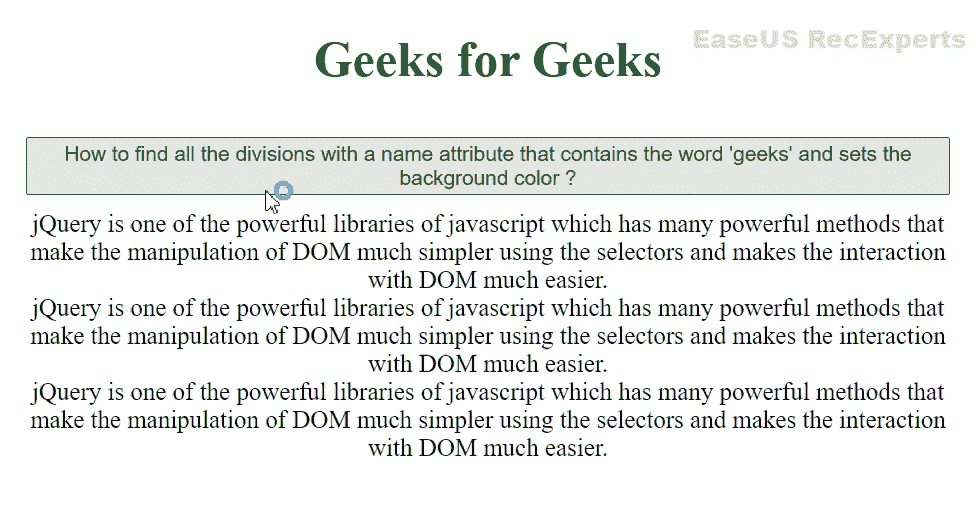 EaseUS RecExperts
Geeks for Geeks
How to find all the divisions with a name attribute that contains the word 'geeks' and sets the
background color ?
jQuery is one of the powerful libraries of javascript which has many powerful methods that
make the manipulation of DOM much simpler using the selectors and makes the interaction
with DOM much easier.
jQuery is one of the powerful libraries of javascript which has many powerful methods that
make the manipulation of DOM much simpler using the selectors and makes the interaction
with DOM much easier.
jQuery is one of the powerful libraries of javascript which has many powerful methods that
make the manipulation of DOM much simpler using the selectors and makes the interaction
with DOM much easier.